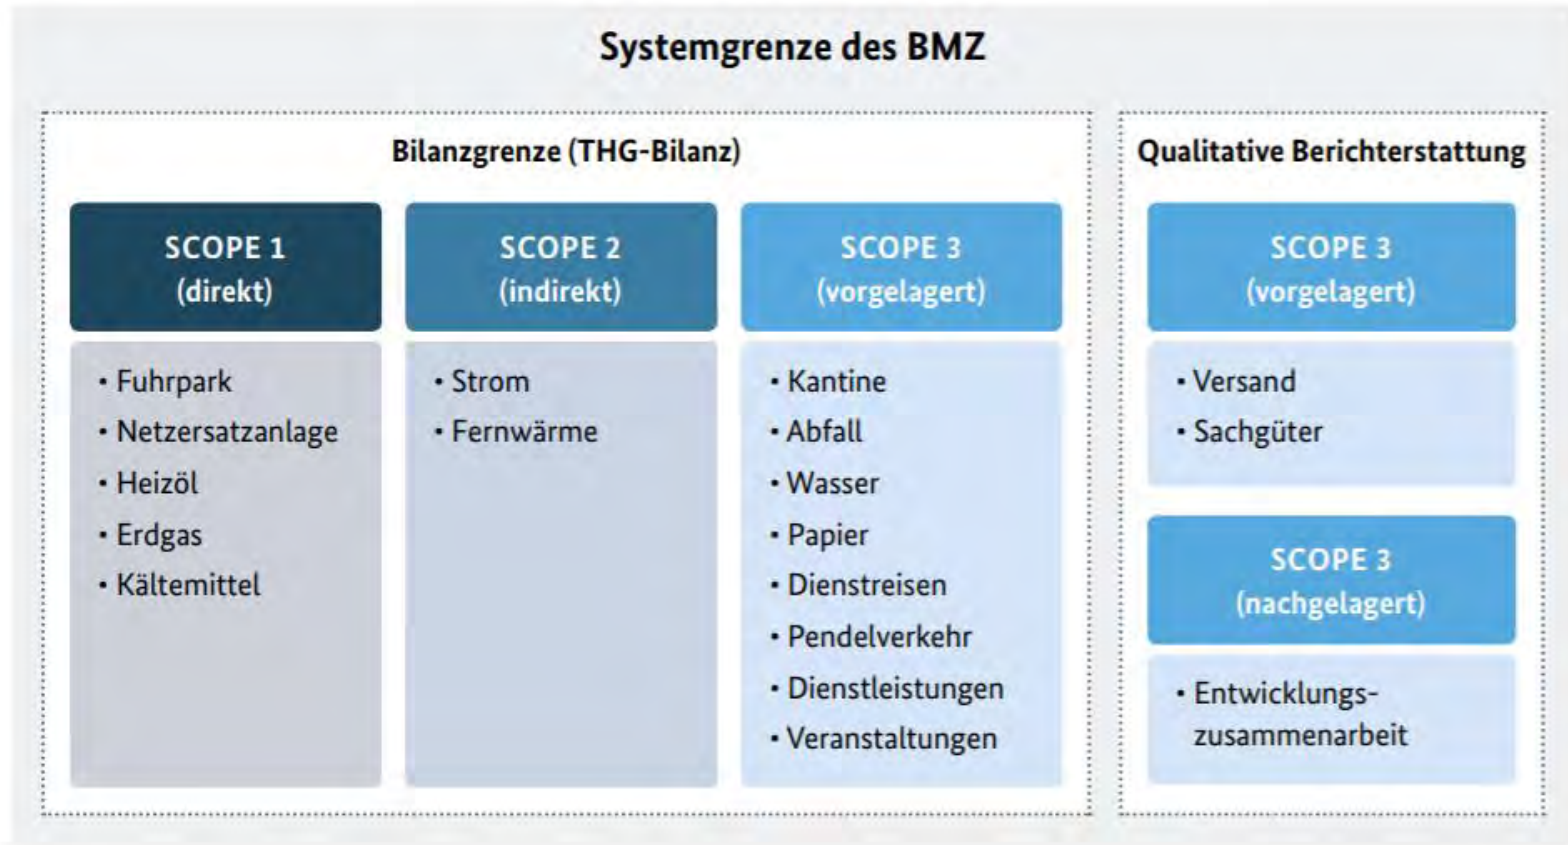 Systemgrenze des BMZ
Bilanzgrenze (THG-Bilanz)
SCOPE 1
(direkt)
• Fuhrpark
• Netzersatzanlage
• Heizöl
• Erdgas
• Kältemittel
SCOPE 2
(indirekt)
• Strom
• Fernwärme
SCOPE 3
(vorgelagert)
• Kantine
• Abfall
• Wasser
• Papier
• Dienstreisen
• Pendelverkehr
• Dienstleistungen
• Veranstaltungen
Qualitative Berichterstattung
SCOPE 3
(vorgelagert)
• Versand
• Sachgüter
SCOPE 3
(nachgelagert)
• Entwicklungs-
zusammenarbeit